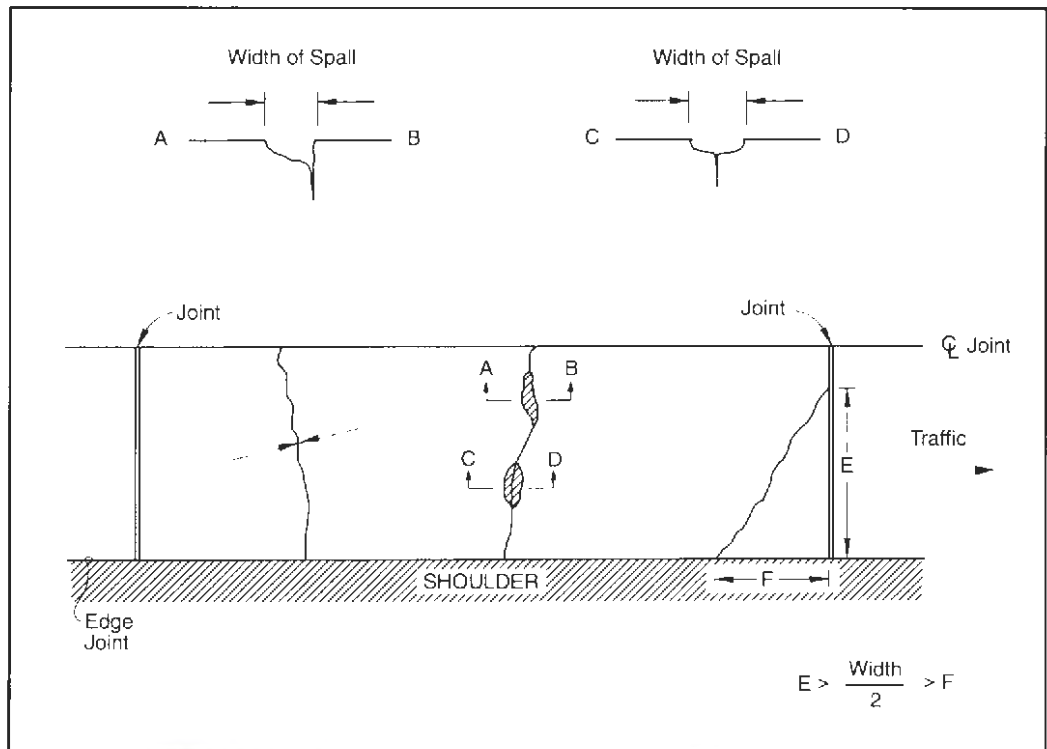 Width of Spall
Width of Spall
A
B
C
D
Joint
Joint
℄ Joint
A
B
Traffic
C
D
E
SHOULDER
F
Edge
Joint
E > Width / 2 > F